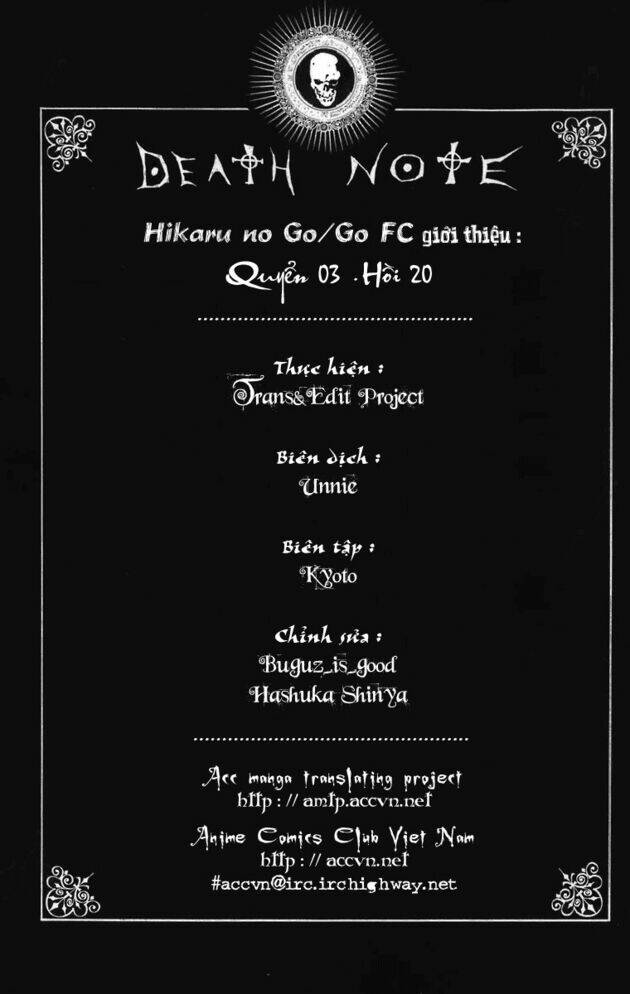 DEATH NOTE
Hikaru no Go/Go FC giới thiệu :
Quyển 03 .Hồi 20
Thực hiện :
Trans&Edit Project
Biên dịch :
Unnie
Biên tập :
Kyoto
Chỉnh sửa :
Buguz_is_good
Hashuka Shinya
Acc manga translating project
http : // amtp.accvn.net
Anime Comics Club Viet Nam
http : // accvn.net
#accvn@irc.irchighway.net